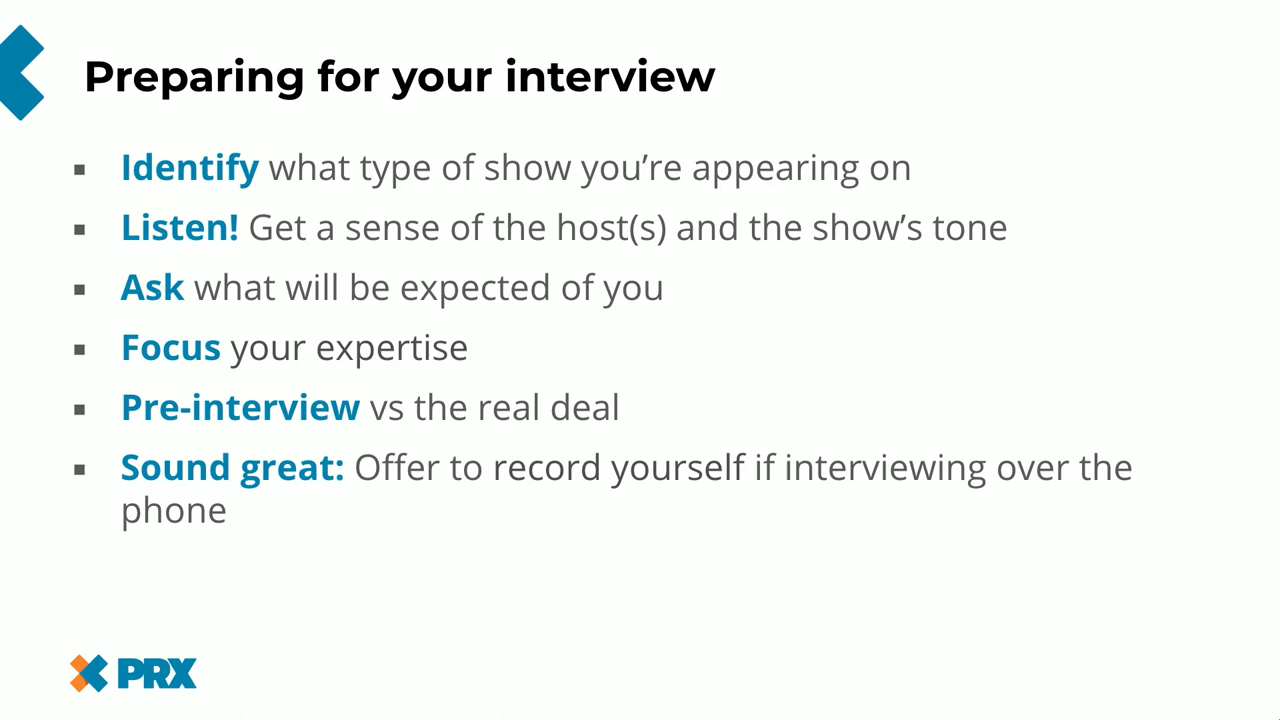 Preparing for your interview
▪ Identify what type of show you’re appearing on
▪ Listen! Get a sense of the host(s) and the show’s tone
▪ Ask what will be expected of you
▪ Focus your expertise
▪ Pre-interview vs the real deal
▪ Sound great: Offer to record yourself if interviewing over the
phone
PRX